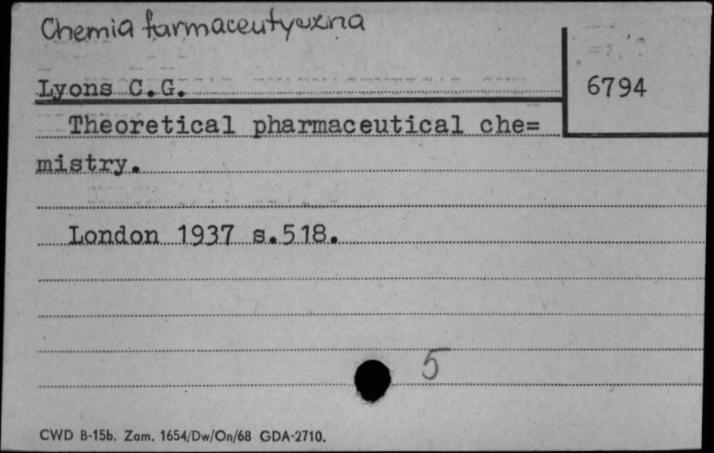 Chemia farmaceutyczna
Lyons C.G.
6794
Theoretical pharmaceutical che=
mistry.
London 1937 s.518.
5
CWD B-15b. Zam. 1654/Dw/On/68 GDA-2710.